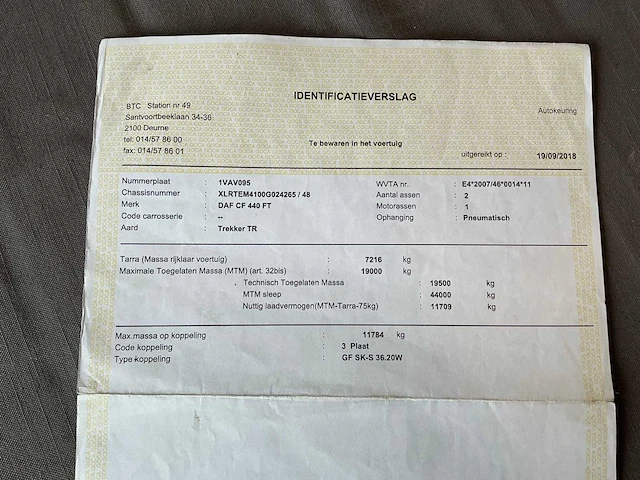 IDENTIFICATIEVERSLAG
BTC Station nr 49
Santvoortbeeklaan 34-36
2100 Deurne
tel: 014/57 86 00
fax: 014/57 86 01
Autokeuring
Te bewaren in het voertuig
uitgereikt op : 19/09/2018
Nummerplaat : 1VAV095
Chassisnummer : XLRTEM4100G024265 / 48
Merk : DAF CF 440 FT
Code carrosserie : --
Aard : Trekker TR
WVTA nr. : E4*2007/46*0014*11
Aantal assen : 2
Motorassen : 1
Ophanging : Pneumatisch
Tarra (Massa rijklaar voertuig) : 7216 kg
Maximale Toegelaten Massa (MTM) (art. 32bis) : 19000 kg
. Technisch Toegelaten Massa : 19500 kg
MTM sleep : 44000 kg
Nuttig laadvermogen(MTM-Tarra-75kg) : 11709 kg
Max.massa op koppeling : 11784 kg
Code koppeling : 3 Plaat
Type koppeling : GF SK-S 36.20W